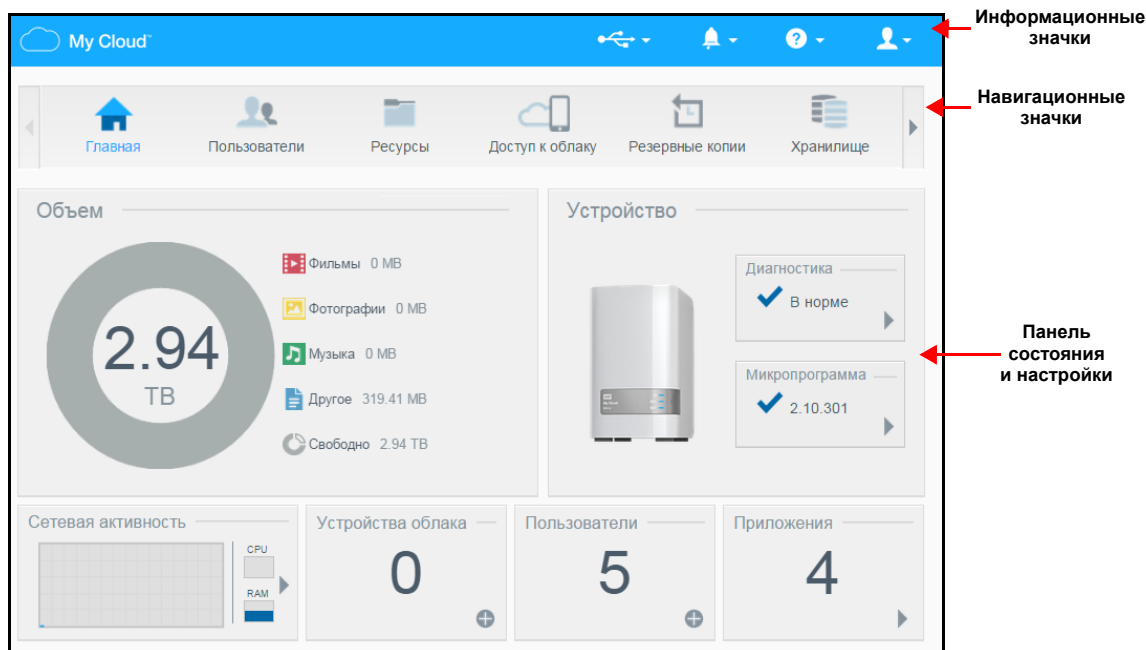 My Cloud™
Информационные
значки
Навигационные
значки
Главная
Пользователи
Ресурсы
Доступ к облаку
Резервные копии
Хранилище
Объем
2.94
TB
Фильмы 0 MB
Фотографии 0 MB
Музыка 0 MB
Другое 319.41 MB
Свободно 2.94 TB
Устройство
Диагностика
В норме
Микропрограмма
2.10.301
Панель
состояния
и настройки
Сетевая активность
CPU
RAM
Устройства облака
0
Пользователи
5
Приложения
4